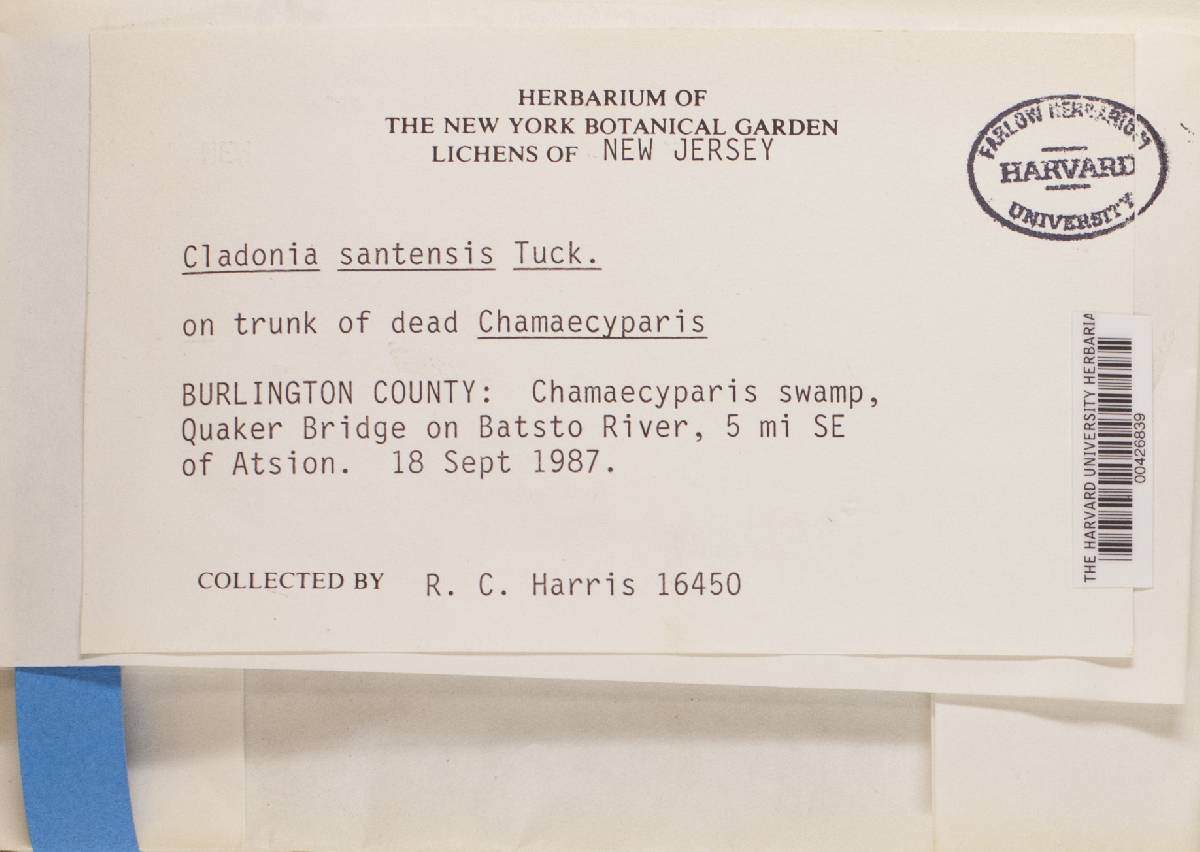 HERBARIUM OF
THE NEW YORK BOTANICAL GARDEN
LICHENS OF NEW JERSEY
FARLOW HERBARIUM
HARVARD
UNIVERSITY
Cladonia santensis Tuck.
on trunk of dead Chamaecyparis
BURLINGTON COUNTY: Chamaecyparis swamp,
Quaker Bridge on Batsto River, 5 mi SE
of Atsion. 18 Sept 1987.
COLLECTED BY R. C. Harris 16450
THE HARVARD UNIVERSITY HERBARIA
00426839